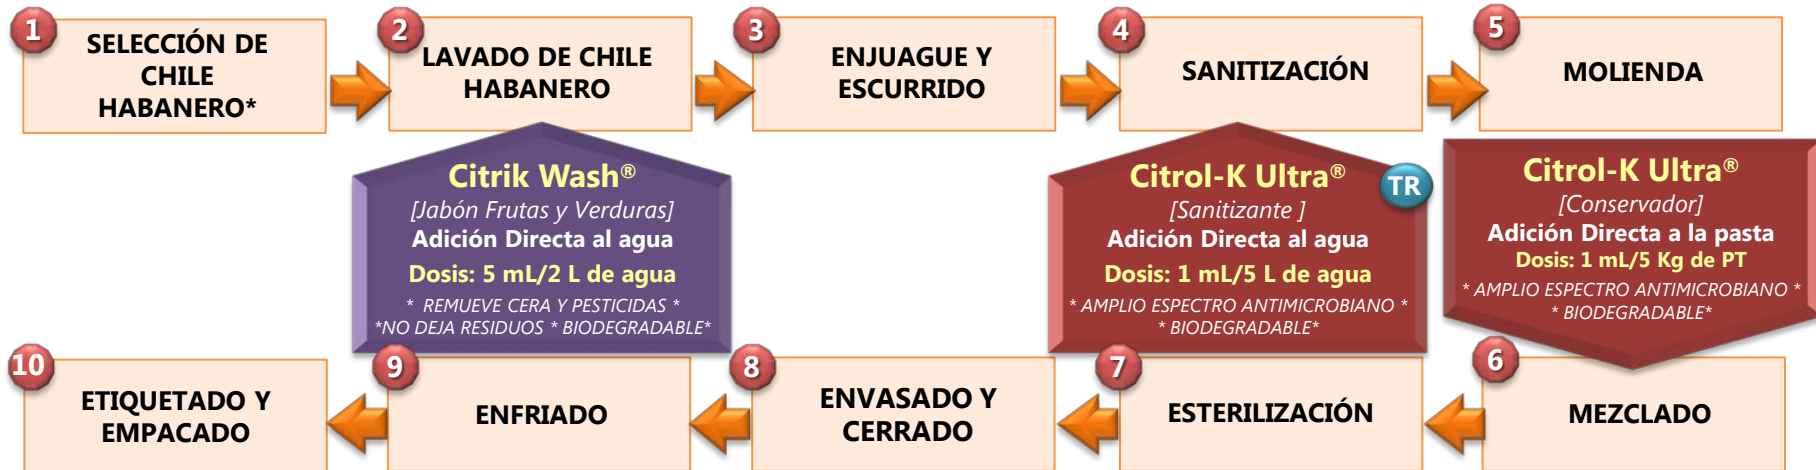 1
SELECCIÓN DE
CHILE
HABANERO*
2
LAVADO DE CHILE
HABANERO
3
ENJUAGUE Y
ESCURRIDO
4
SANITIZACIÓN
5
MOLIENDA
Citrik Wash®
[Jabón Frutas y Verduras]
Adición Directa al agua
Dosis: 5 mL/2 L de agua
* REMUEVE CERA Y PESTICIDAS *
*NO DEJA RESIDUOS * BIODEGRADABLE*
Citrol-K Ultra®
TR
[Sanitizante ]
Adición Directa al agua
Dosis: 1 mL/5 L de agua
* AMPLIO ESPECTRO ANTIMICROBIANO *
* BIODEGRADABLE*
Citrol-K Ultra®
[Conservador]
Adición Directa a la pasta
Dosis: 1 mL/5 Kg de PT
* AMPLIO ESPECTRO ANTIMICROBIANO *
* BIODEGRADABLE*
6
MEZCLADO
7
ESTERILIZACIÓN
8
ENVASADO Y
CERRADO
9
ENFRIADO
10
ETIQUETADO Y
EMPACADO